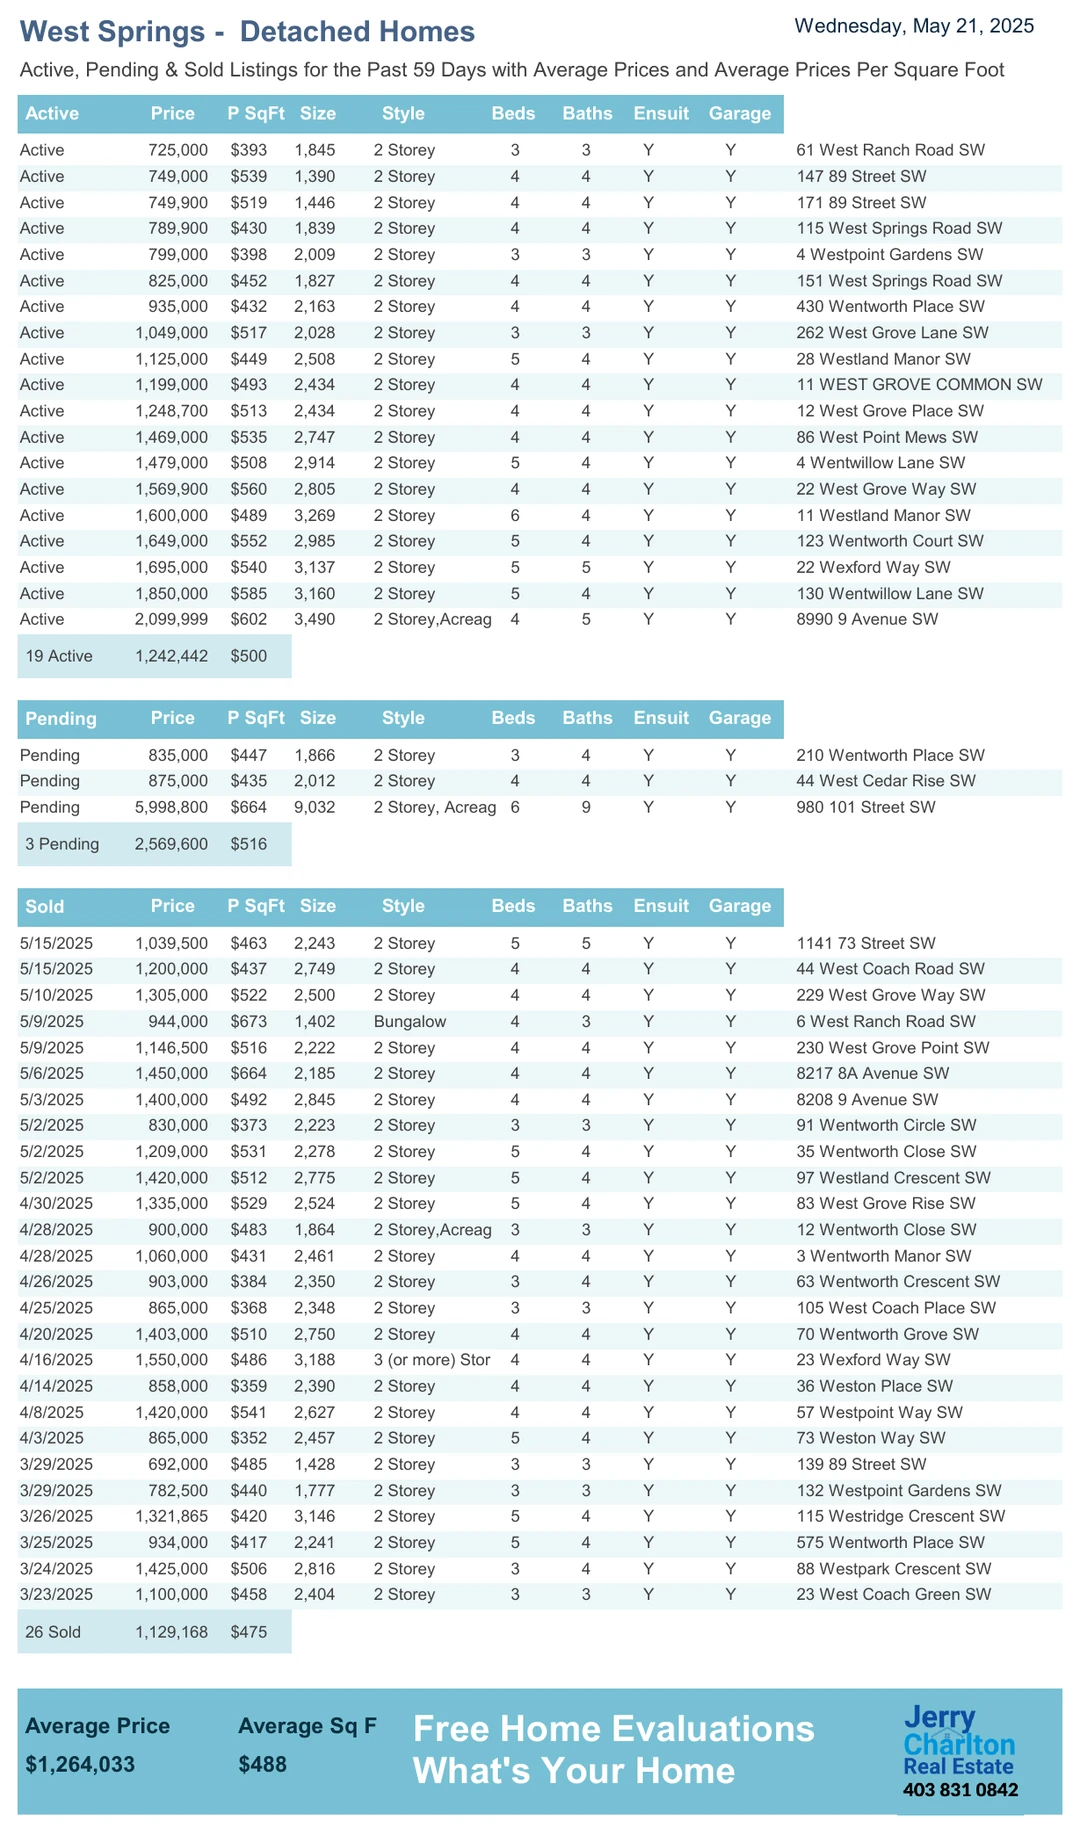 West Springs - Detached Homes
Wednesday, May 21, 2025
Active, Pending & Sold Listings for the Past 59 Days with Average Prices and Average Prices Per Square Foot
Active Price P SqFt Size Style Beds Baths Ensuit Garage
Active 725,000 $393 1,845 2 Storey 3 3 Y Y 61 West Ranch Road SW
Active 749,000 $539 1,390 2 Storey 4 4 Y Y 147 89 Street SW
Active 749,900 $519 1,446 2 Storey 4 4 Y Y 171 89 Street SW
Active 789,900 $430 1,839 2 Storey 4 4 Y Y 115 West Springs Road SW
Active 799,000 $398 2,009 2 Storey 3 3 Y Y 4 Westpoint Gardens SW
Active 825,000 $452 1,827 2 Storey 4 4 Y Y 151 West Springs Road SW
Active 935,000 $432 2,163 2 Storey 4 4 Y Y 430 Wentworth Place SW
Active 1,049,000 $517 2,028 2 Storey 3 3 Y Y 262 West Grove Lane SW
Active 1,125,000 $449 2,508 2 Storey 5 4 Y Y 28 Westland Manor SW
Active 1,199,000 $493 2,434 2 Storey 4 4 Y Y 11 WEST GROVE COMMON SW
Active 1,248,700 $513 2,434 2 Storey 4 4 Y Y 12 West Grove Place SW
Active 1,469,000 $535 2,747 2 Storey 4 4 Y Y 86 West Point Mews SW
Active 1,479,000 $508 2,914 2 Storey 5 4 Y Y 4 Wentwillow Lane SW
Active 1,569,900 $560 2,805 2 Storey 4 4 Y Y 22 West Grove Way SW
Active 1,600,000 $489 3,269 2 Storey 6 4 Y Y 11 Westland Manor SW
Active 1,649,000 $552 2,985 2 Storey 5 4 Y Y 123 Wentworth Court SW
Active 1,695,000 $540 3,137 2 Storey 5 5 Y Y 22 Wexford Way SW
Active 1,850,000 $585 3,160 2 Storey 5 4 Y Y 130 Wentwillow Lane SW
Active 2,099,999 $602 3,490 2 Storey,Acreag 4 5 Y Y 8990 9 Avenue SW
19 Active 1,242,442 $500
Pending Price P SqFt Size Style Beds Baths Ensuit Garage
Pending 835,000 $447 1,866 2 Storey 3 4 Y Y 210 Wentworth Place SW
Pending 875,000 $435 2,012 2 Storey 4 4 Y Y 44 West Cedar Rise SW
Pending 5,998,800 $664 9,032 2 Storey, Acreag 6 9 Y Y 980 101 Street SW
3 Pending 2,569,600 $516
Sold Price P SqFt Size Style Beds Baths Ensuit Garage
5/15/2025 1,039,500 $463 2,243 2 Storey 5 5 Y Y 1141 73 Street SW
5/15/2025 1,200,000 $437 2,749 2 Storey 4 4 Y Y 44 West Coach Road SW
5/10/2025 1,305,000 $522 2,500 2 Storey 4 4 Y Y 229 West Grove Way SW
5/9/2025 944,000 $673 1,402 Bungalow 4 3 Y Y 6 West Ranch Road SW
5/9/2025 1,146,500 $516 2,222 2 Storey 4 4 Y Y 230 West Grove Point SW
5/6/2025 1,450,000 $664 2,185 2 Storey 4 4 Y Y 8217 8A Avenue SW
5/3/2025 1,400,000 $492 2,845 2 Storey 4 4 Y Y 8208 9 Avenue SW
5/2/2025 830,000 $373 2,223 2 Storey 3 3 Y Y 91 Wentworth Circle SW
5/2/2025 1,209,000 $531 2,278 2 Storey 5 4 Y Y 35 Wentworth Close SW
5/2/2025 1,420,000 $512 2,775 2 Storey 5 4 Y Y 97 Westland Crescent SW
4/30/2025 1,335,000 $529 2,524 2 Storey 5 4 Y Y 83 West Grove Rise SW
4/28/2025 900,000 $483 1,864 2 Storey,Acreag 3 3 Y Y 12 Wentworth Close SW
4/28/2025 1,060,000 $431 2,461 2 Storey 4 4 Y Y 3 Wentworth Manor SW
4/26/2025 903,000 $384 2,350 2 Storey 3 4 Y Y 63 Wentworth Crescent SW
4/25/2025 865,000 $368 2,348 2 Storey 3 3 Y Y 105 West Coach Place SW
4/20/2025 1,403,000 $510 2,750 2 Storey 4 4 Y Y 70 Wentworth Grove SW
4/16/2025 1,550,000 $486 3,188 3 (or more) Stor 4 4 Y Y 23 Wexford Way SW
4/14/2025 858,000 $359 2,390 2 Storey 4 4 Y Y 36 Weston Place SW
4/8/2025 1,420,000 $541 2,627 2 Storey 4 4 Y Y 57 Westpoint Way SW
4/3/2025 865,000 $352 2,457 2 Storey 5 4 Y Y 73 Weston Way SW
3/29/2025 692,000 $485 1,428 2 Storey 3 3 Y Y 139 89 Street SW
3/29/2025 782,500 $440 1,777 2 Storey 3 3 Y Y 132 Westpoint Gardens SW
3/26/2025 1,321,865 $420 3,146 2 Storey 5 4 Y Y 115 Westridge Crescent SW
3/25/2025 934,000 $417 2,241 2 Storey 5 4 Y Y 575 Wentworth Place SW
3/24/2025 1,425,000 $506 2,816 2 Storey 3 4 Y Y 88 Westpark Crescent SW
3/23/2025 1,100,000 $458 2,404 2 Storey 3 3 Y Y 23 West Coach Green SW
26 Sold 1,129,168 $475
Average Price Average Sq F
$1,264,033 $488
Free Home Evaluations
What's Your Home
Jerry
Charlton
Real Estate
403 831 0842